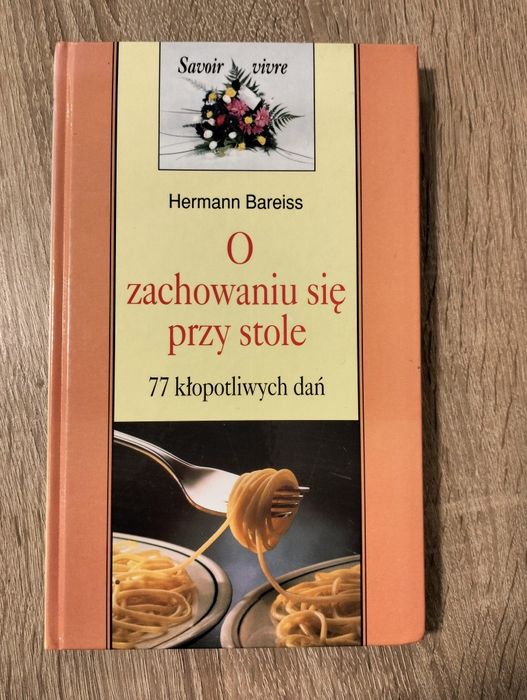 Savoir vivre
Hermann Bareiss
O
zachowaniu się
przy stole
77 kłopotliwych dań